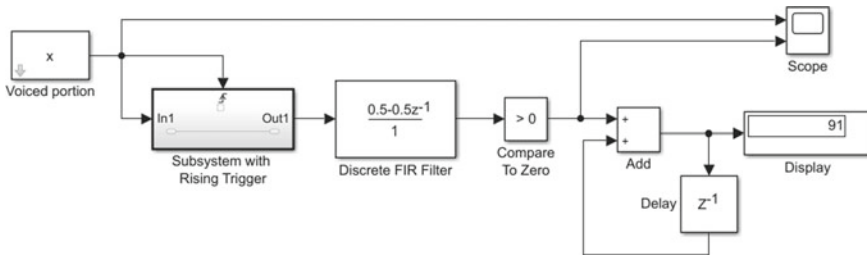 x
Voiced portion
In1
Out1
Subsystem with
Rising Trigger
0.5-0.5z-1
1
Discrete FIR Filter
> 0
Compare
To Zero
+
+
Add
Delay
Z-1
91
Display
Scope